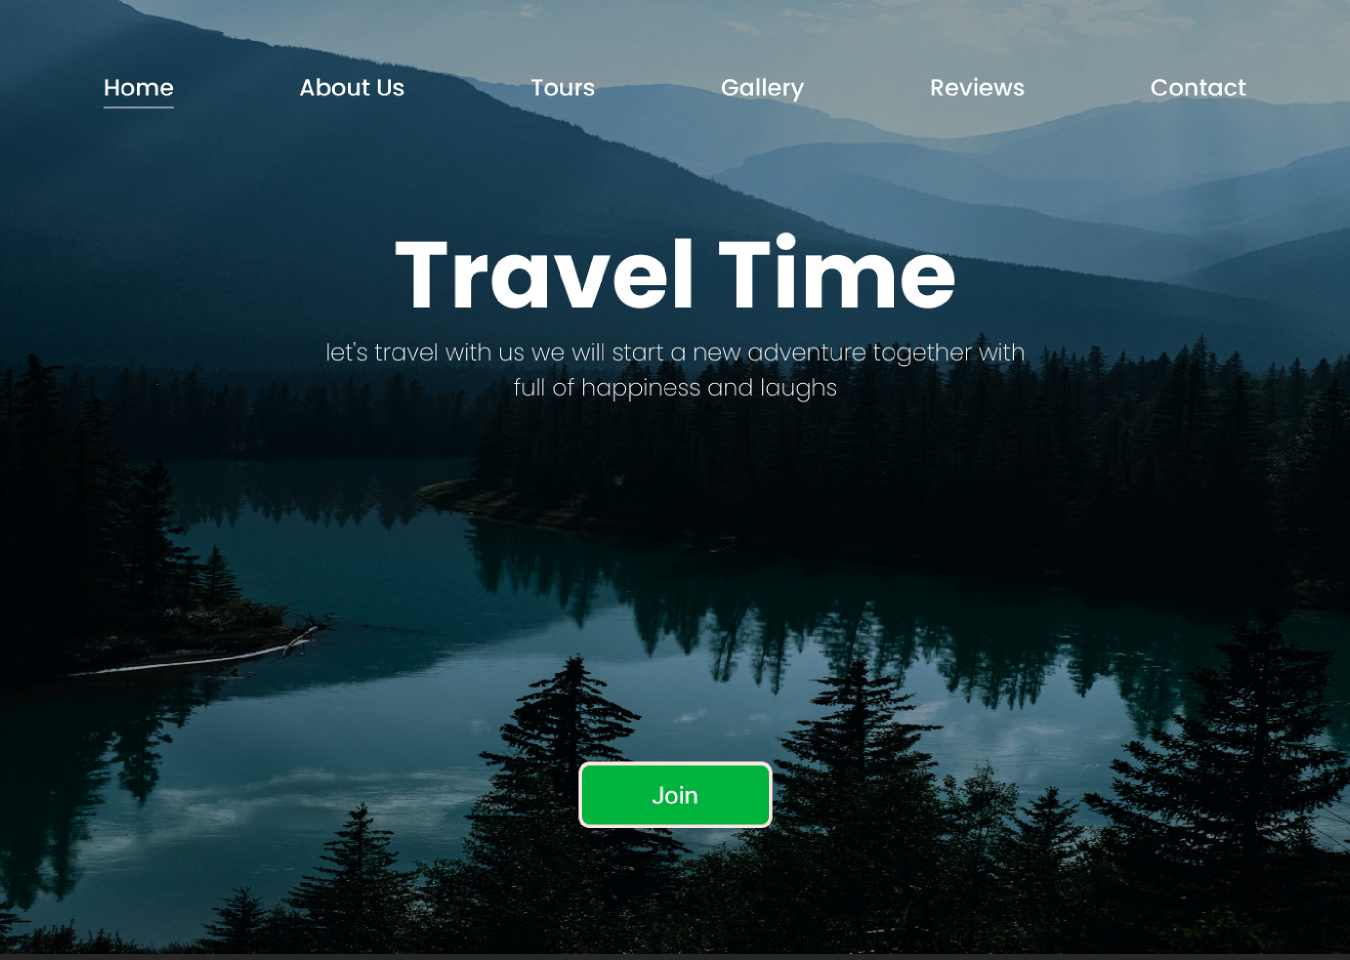 Home About Us Tours Gallery Reviews Contact
Travel Time
let's travel with us we will start a new adventure together with
full of happiness and laughs
Join